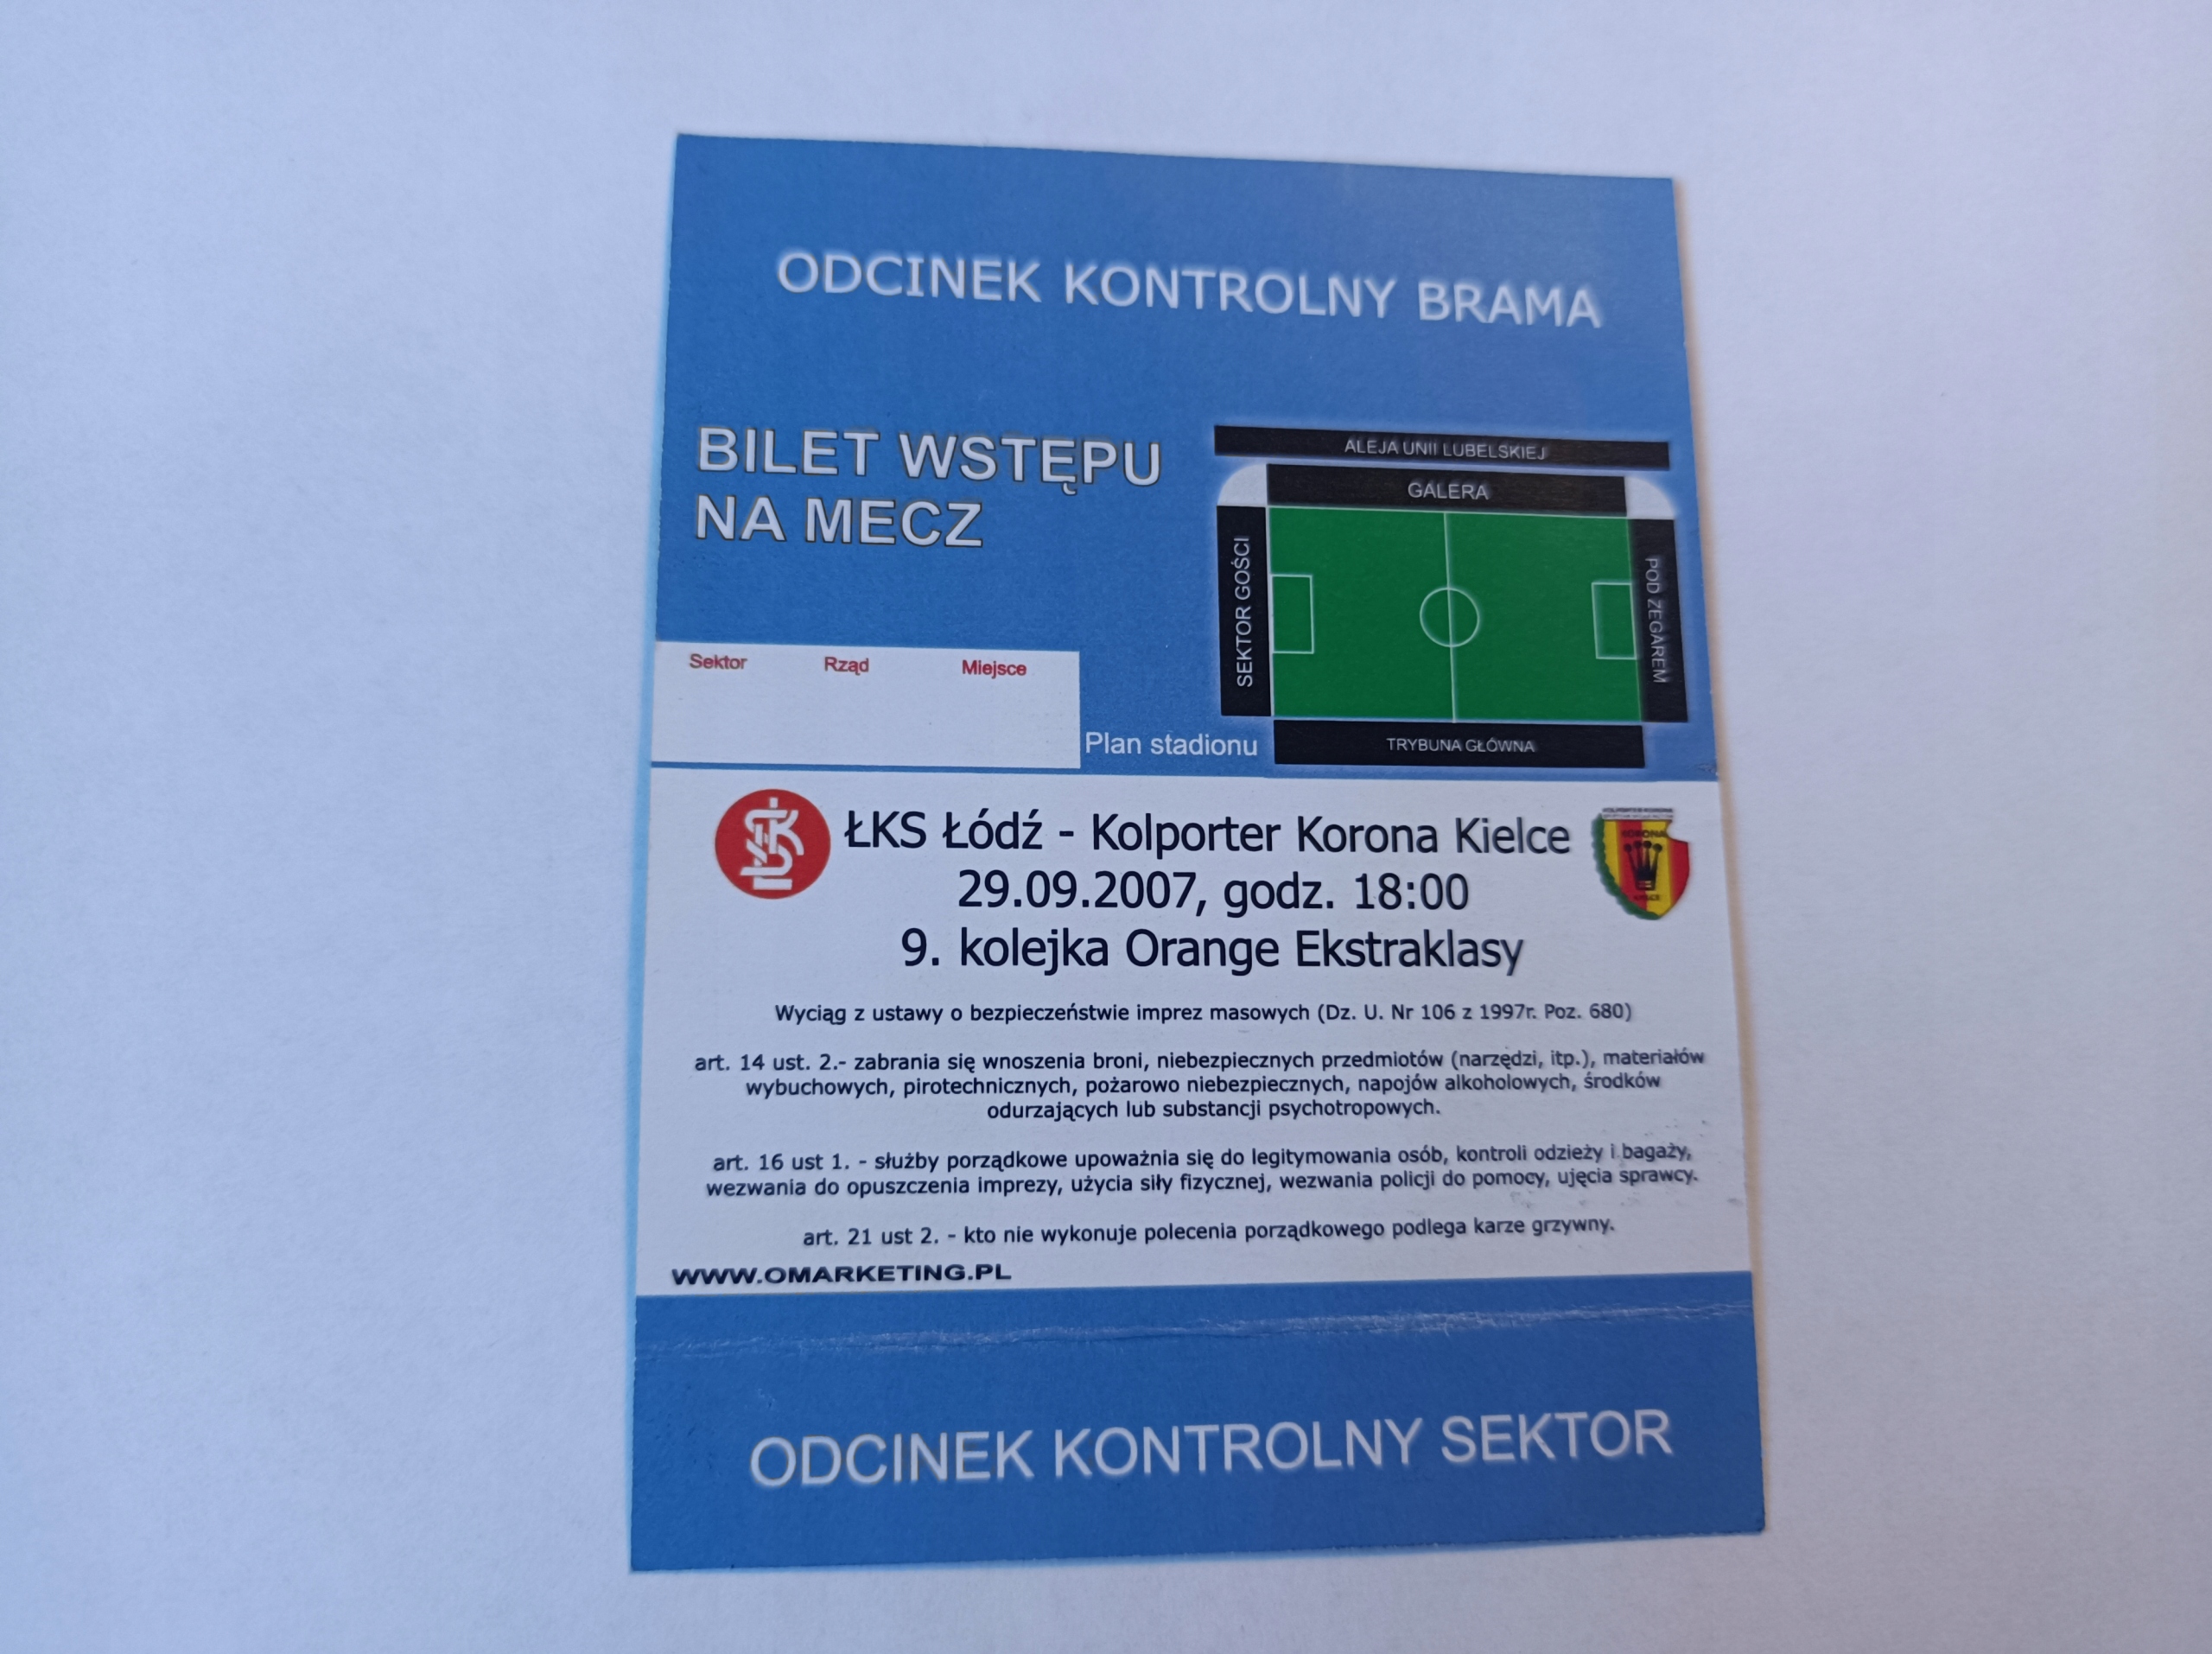 ODCINEK KONTROLNY BRAMA
BILET WSTĘPU
NA MECZ
ALEJA UNII LUBELSKIEJ
GALERA
SEKTOR GOŚCI
POD ZEGAREM
TRYBUNA GŁÓWNA
Plan stadionu
Sektor Rząd Miejsce
ŁKS
ŁKS Łódź - Kolporter Korona Kielce
KORONA
KIELCE
29.09.2007, godz. 18:00
9. kolejka Orange Ekstraklasy
Wyciąg z ustawy o bezpieczeństwie imprez masowych (Dz. U. Nr 106 z 1997r. Poz. 680)
art. 14 ust. 2.- zabrania się wnoszenia broni, niebezpiecznych przedmiotów (narzędzi, itp.), materiałów
wybuchowych, pirotechnicznych, pożarowo niebezpiecznych, napojów alkoholowych, środków
odurzających lub substancji psychotropowych.
art. 16 ust 1. - służby porządkowe upoważnia się do legitymowania osób, kontroli odzieży i bagaży,
wezwania do opuszczenia imprezy, użycia siły fizycznej, wezwania policji do pomocy, ujęcia sprawcy.
art. 21 ust 2. - kto nie wykonuje polecenia porządkowego podlega karze grzywny.
WWW.OMARKETING.PL
ODCINEK KONTROLNY SEKTOR